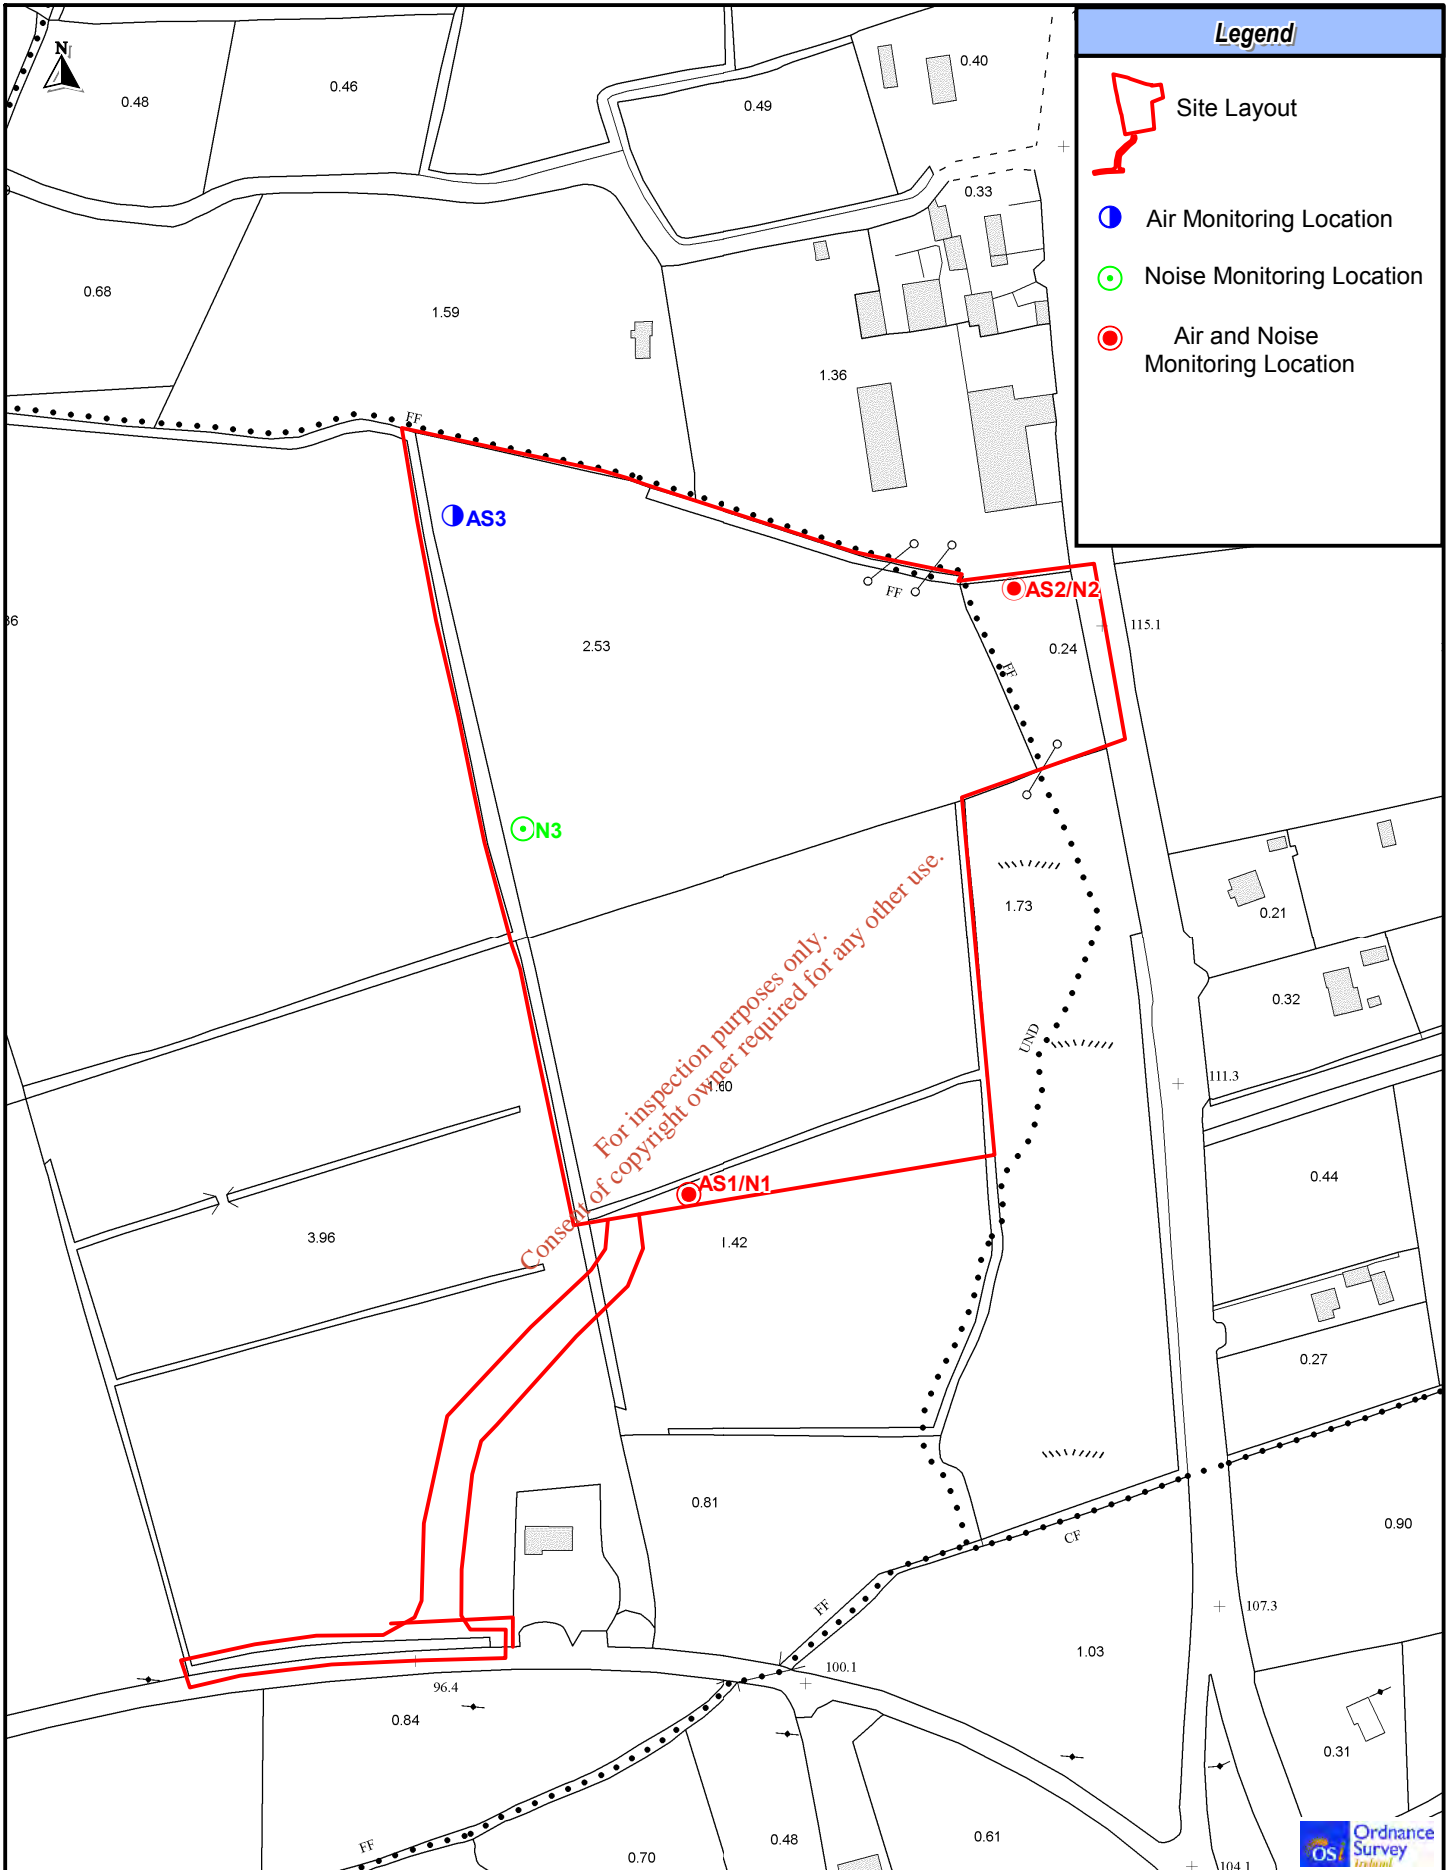 Legend
Site Layout
Air Monitoring Location
Noise Monitoring Location
Air and Noise
Monitoring Location
N
0.48
0.46
0.49
0.40
0.33
0.68
1.59
1.36
FF
AS3
FF
AS2/N2
36
2.53
0.24
115.1
FF
N3
1.73
0.21
0.32
For inspection purposes only.
Consent of copyright owner required for any other use.
UND
111.3
1.60
AS1/N1
0.44
3.96
1.42
0.27
0.81
0.90
CF
FF
107.3
1.03
100.1
96.4
0.84
0.31
FF
0.70
0.48
0.61
104.1
OSi
Ordnance
Survey
Ireland